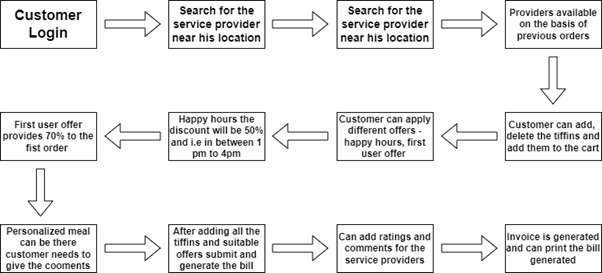 Customer
Login
Search for the
service provider
near his location
Search for the
service provider
near his location
Providers available
on the basis of
previous orders
Customer can add,
delete the tiffins and
add them to the cart
Customer can apply
different offers -
happy hours, first
user offer
Happy hours the
discount will be 50%
and i.e in between 1
pm to 4pm
First user offer
provides 70% to the
fist order
Personalized meal
can be there
customer needs to
give the cooments
After adding all the
tiffins and suitable
offers submit and
generate the bill
Can add ratings and
comments for the
service providers
Invoice is generated
and can print the bill
generated